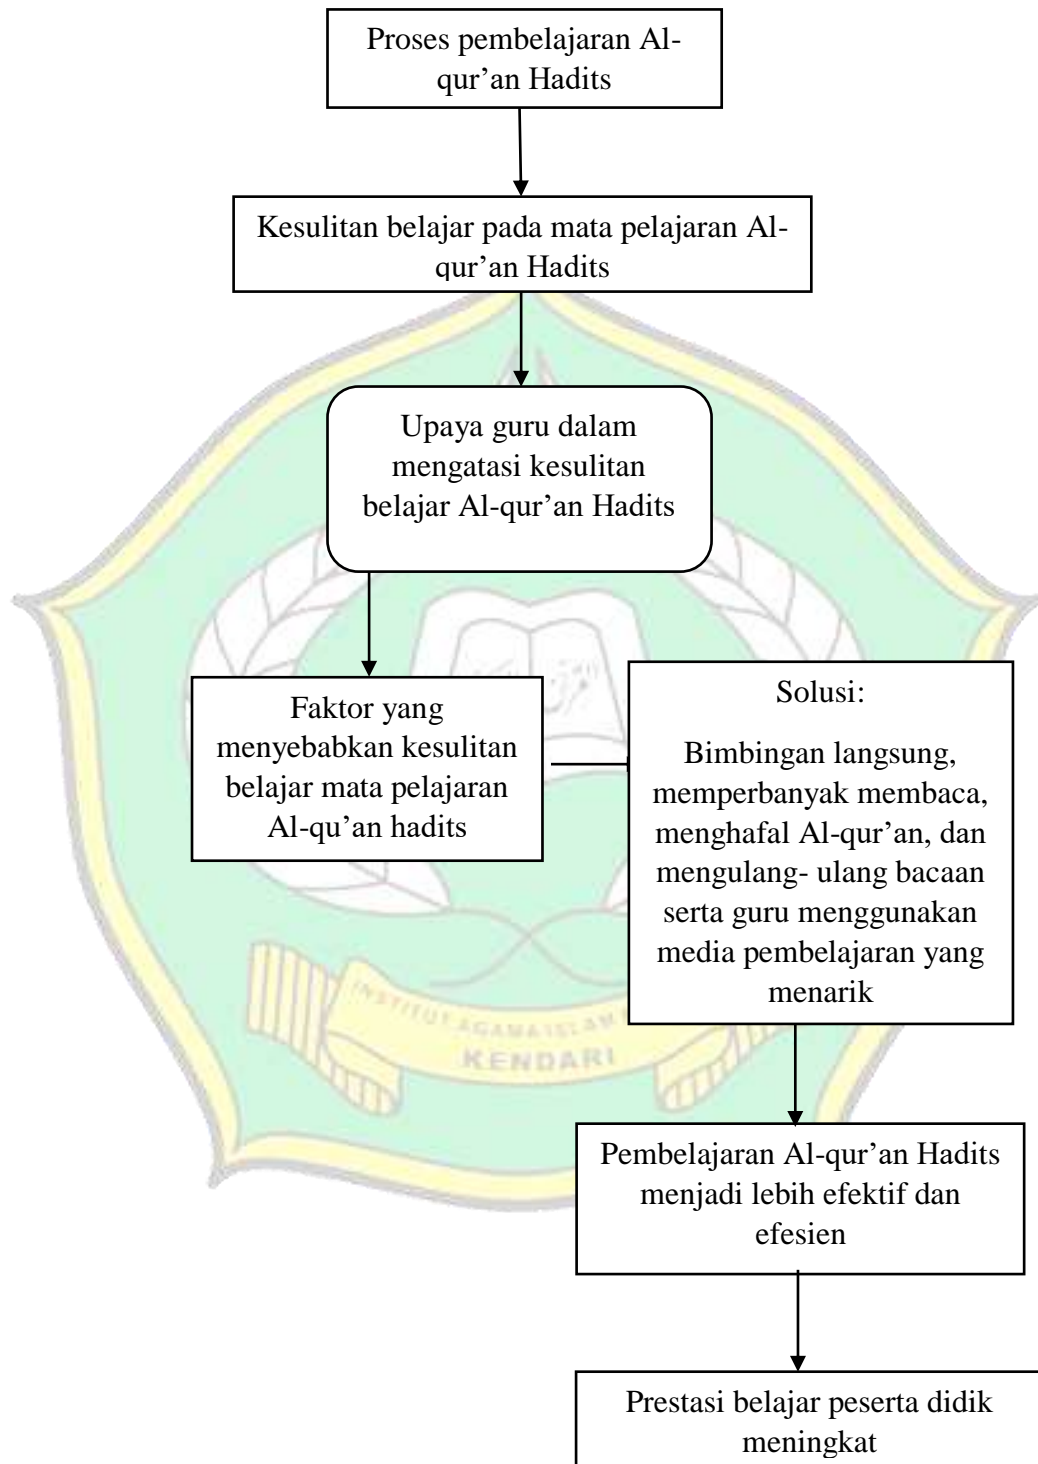 Proses pembelajaran Al-
qur’an Hadits
Kesulitan belajar pada mata pelajaran Al-
qur’an Hadits
Upaya guru dalam
mengatasi kesulitan
belajar Al-qur’an Hadits
Faktor yang
menyebabkan kesulitan
belajar mata pelajaran
Al-qu’an hadits
Solusi:
Bimbingan langsung,
memperbanyak membaca,
menghafal Al-qur’an, dan
mengulang- ulang bacaan
serta guru menggunakan
media pembelajaran yang
menarik
INSTITUT AGAMA ISLAM
KENDARI
Pembelajaran Al-qur’an Hadits
menjadi lebih efektif dan
efesien
Prestasi belajar peserta didik
meningkat